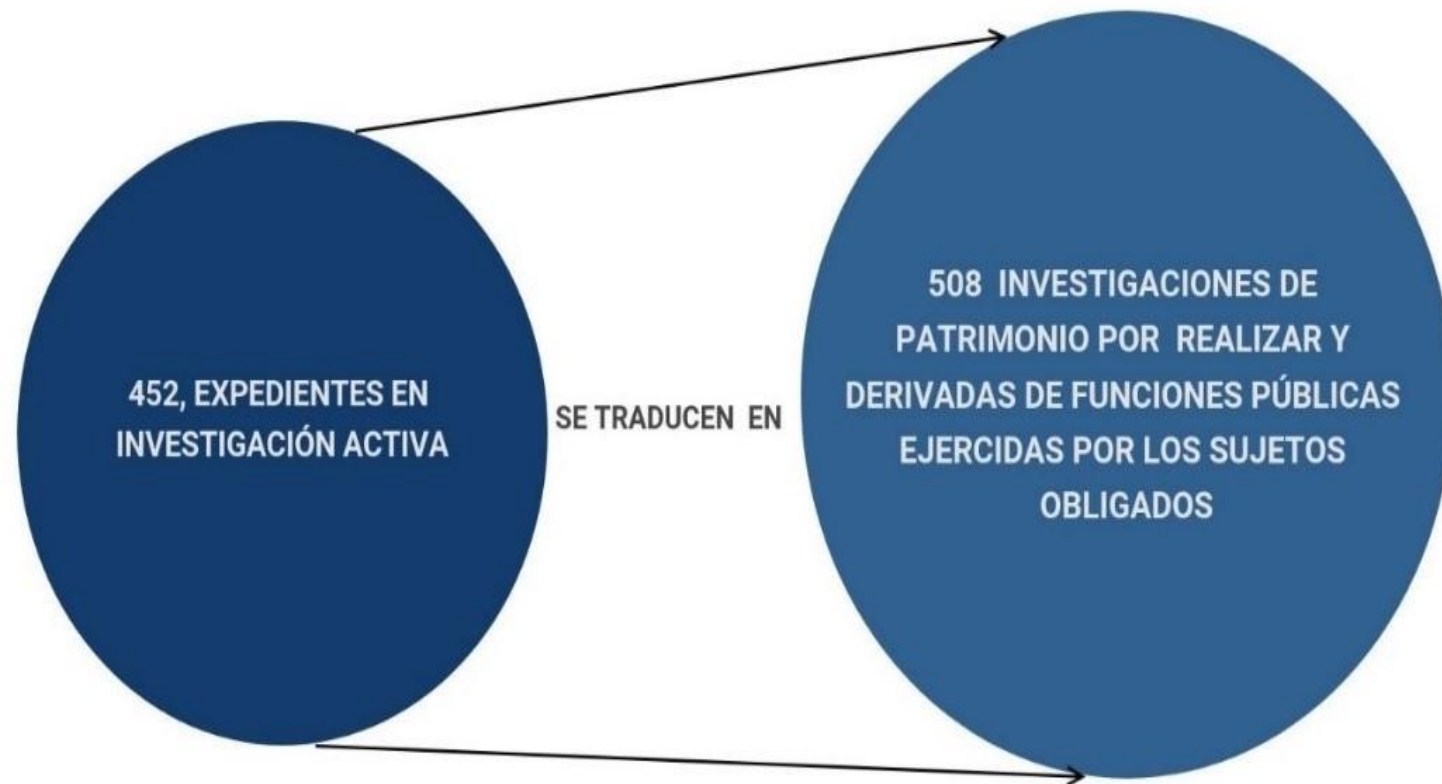 452, EXPEDIENTES EN
INVESTIGACIÓN ACTIVA
SE TRADUCEN EN
508 INVESTIGACIONES DE
PATRIMONIO POR REALIZAR Y
DERIVADAS DE FUNCIONES PÚBLICAS
EJERCIDAS POR LOS SUJETOS
OBLIGADOS